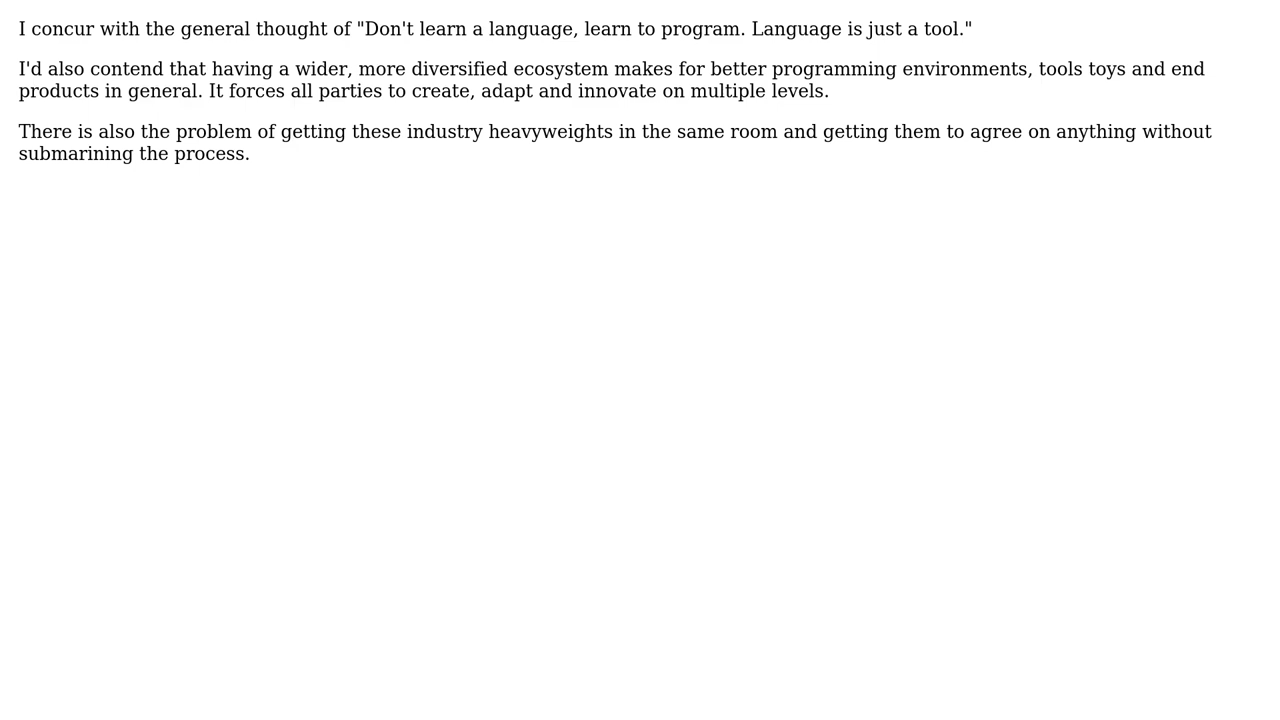 I concur with the general thought of "Don't learn a language, learn to program. Language is just a tool."
I'd also contend that having a wider, more diversified ecosystem makes for better programming environments, tools toys and end
products in general. It forces all parties to create, adapt and innovate on multiple levels.
There is also the problem of getting these industry heavyweights in the same room and getting them to agree on anything without
submarining the process.